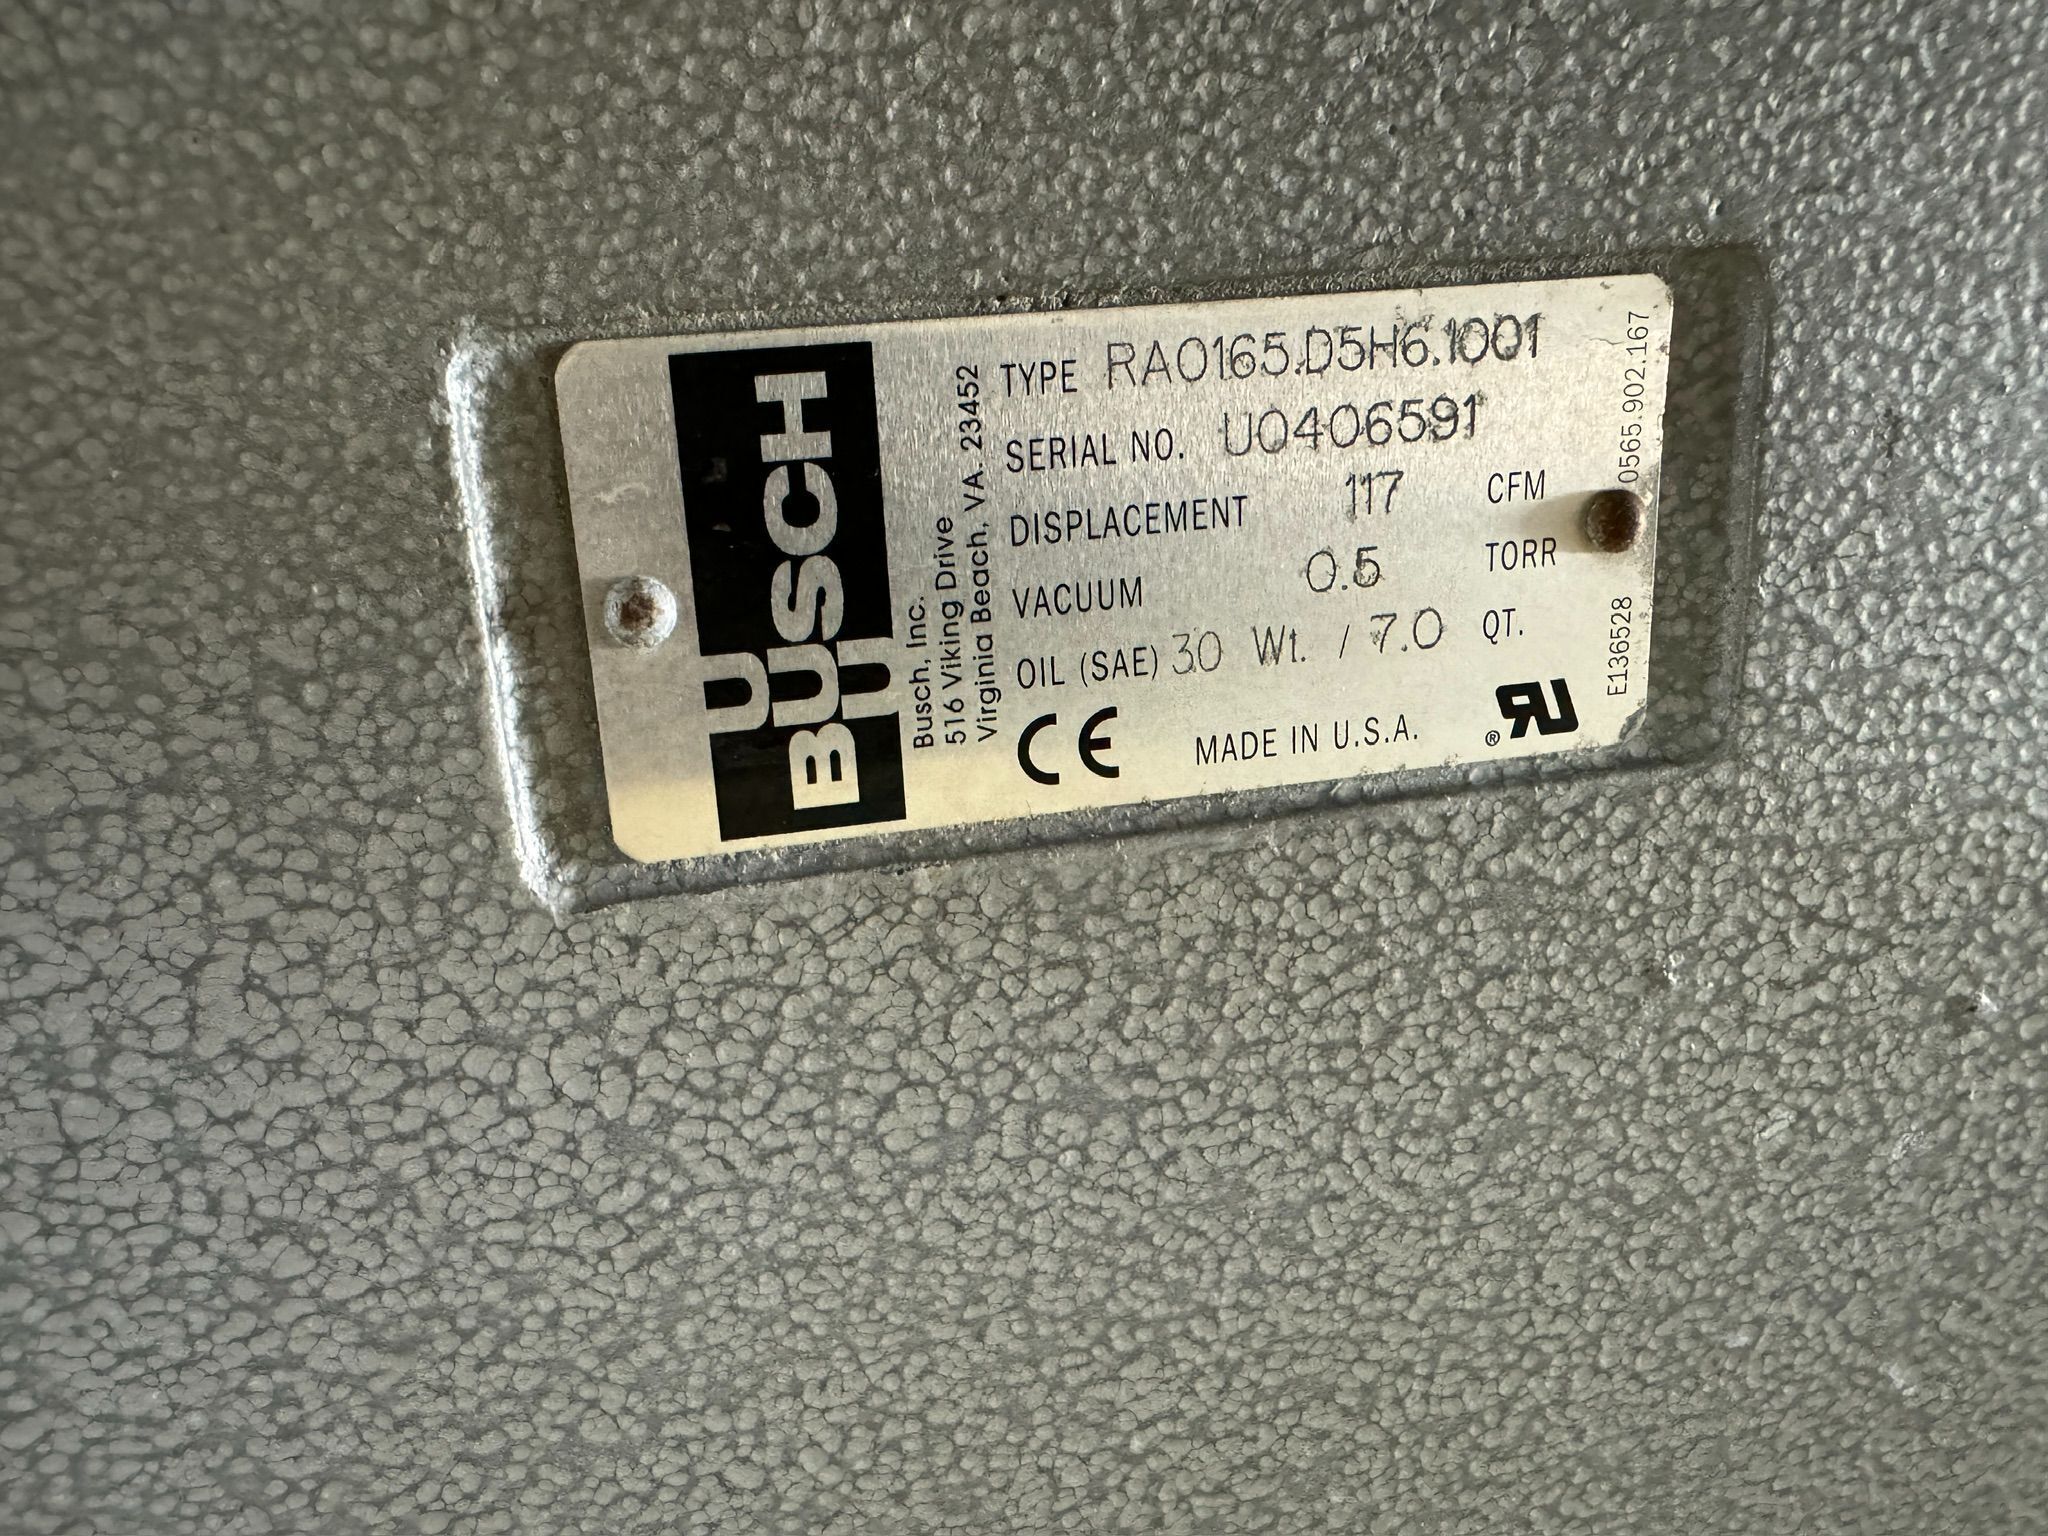 BUSCH
Busch, Inc.
516 Viking Drive
Virginia Beach, VA. 23452
TYPE RA0165.D5H6.1001
SERIAL NO. U0406591
DISPLACEMENT 117 CFM
VACUUM 0.5 TORR
OIL (SAE) 30 Wt. / 7.0 QT.
CE MADE IN U.S.A. ® RU
0565.902.167
E136528